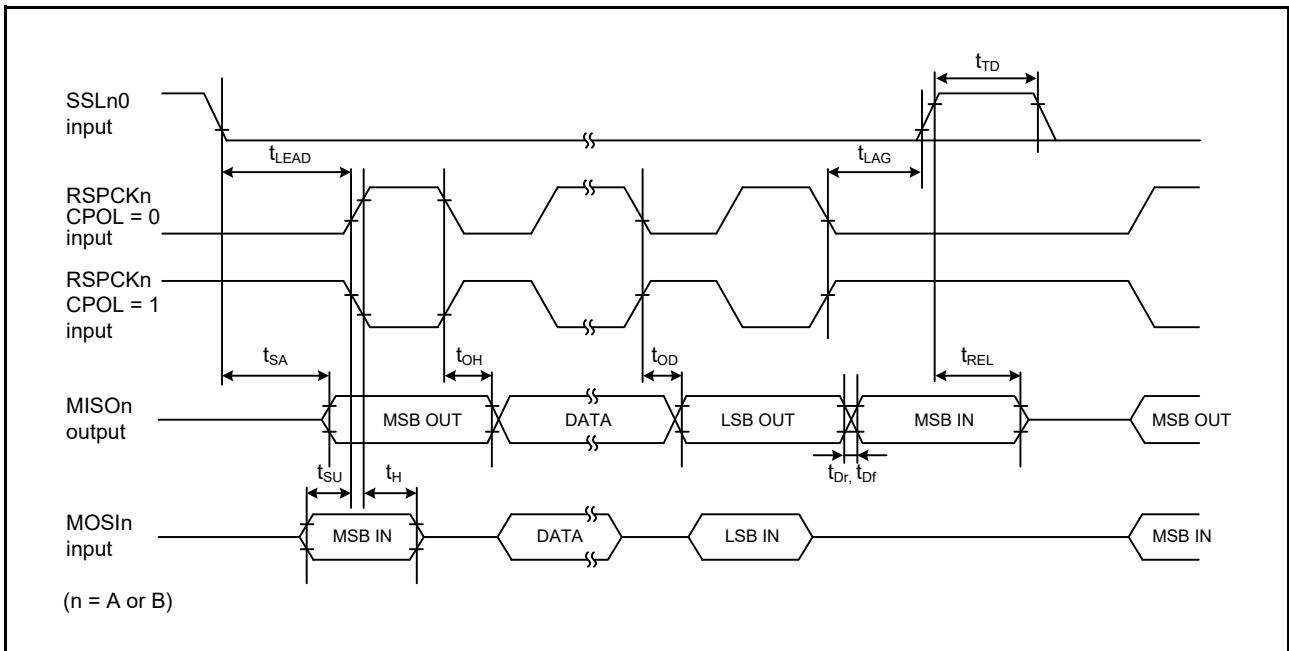 t_TD
SSLn0
input
t_LEAD
t_LAG
RSPCKn
CPOL = 0
input
RSPCKn
CPOL = 1
input
t_SA
t_OH
t_OD
t_REL
MISOn
output
MSB OUT
DATA
LSB OUT
MSB IN
MSB OUT
t_SU
t_H
t_Dr, t_Df
MOSIn
input
MSB IN
DATA
LSB IN
MSB IN
(n = A or B)